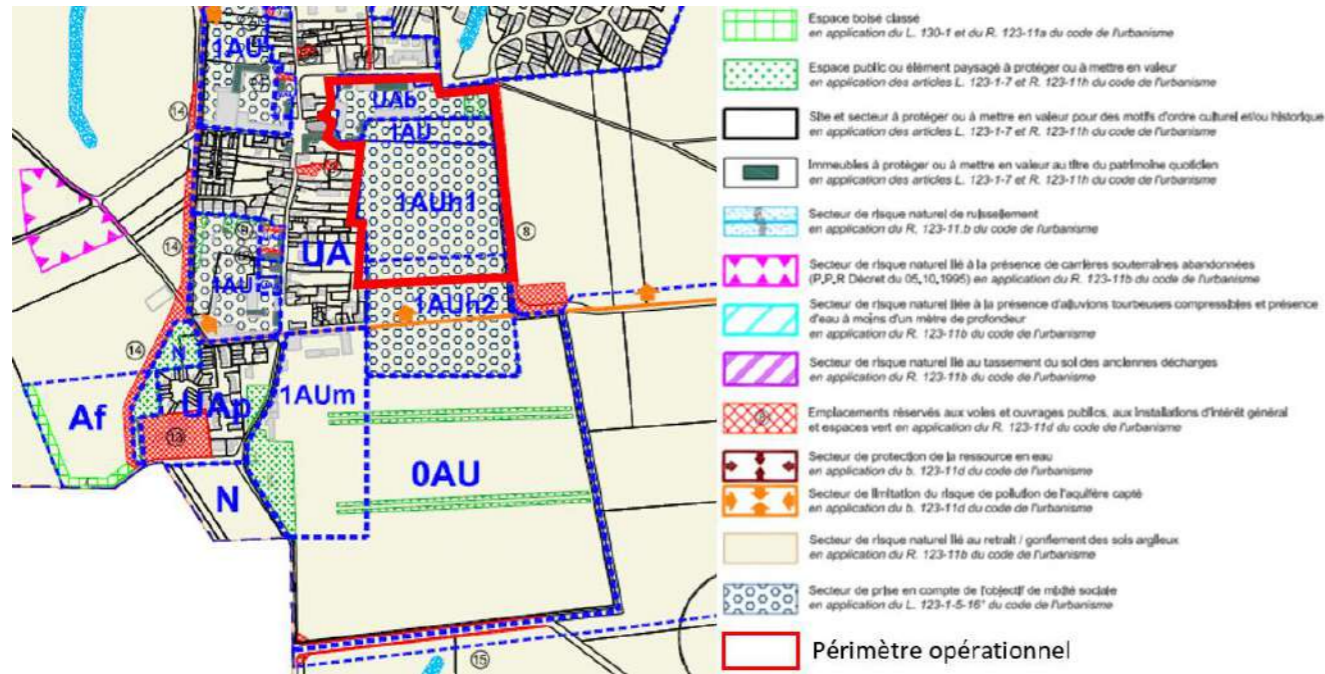 1AU
UAb
1AU
14
1AUh1
8
14
UA
1AU
1AUh2
14
N
1AUm
Af
UAp
13
0AU
N
15
Espace boisé classé
en application du L. 130-1 et du R. 123-11a du code de l'urbanisme
Espace public ou élément paysagé à protéger ou à mettre en valeur
en application des articles L. 123-1-7 et R. 123-11h du code de l'urbanisme
Site et secteur à protéger ou à mettre en valeur pour des motifs d'ordre culturel et/ou historique
en application des articles L. 123-1-7 et R. 123-11h du code de l'urbanisme
Immeubles à protéger ou à mettre en valeur au titre du patrimoine quotidien
en application des articles L. 123-1-7 et R. 123-11h du code de l'urbanisme
Secteur de risque naturel de ruissellement
en application du R. 123-11.b du code de l'urbanisme
Secteur de risque naturel lié à la présence de carrières souterraines abandonnées
(P.P.R Décret du 05.10.1995) en application du R. 123-11b du code de l'urbanisme
Secteur de risque naturel liée à la présence d'alluvions tourbeuses compressibles et présence
d'eau à moins d'un mètre de profondeur
en application du R. 123-11b du code de l'urbanisme
Secteur de risque naturel lié au tassement du sol des anciennes décharges
en application du R. 123-11b du code de l'urbanisme
Emplacements réservés aux voies et ouvrages publics, aux installations d'intérêt général
et espaces vert en application du R. 123-11d du code de l'urbanisme
Secteur de protection de la ressource en eau
en application du b. 123-11d du code de l'urbanisme
Secteur de limitation du risque de pollution de l'aquifère capté
en application du b. 123-11d du code de l'urbanisme
Secteur de risque naturel lié au retrait / gonflement des sols argileux
en application du R. 123-11b du code de l'urbanisme
Secteur de prise en compte de l'objectif de mixité sociale
en application du L. 123-1-5-16° du code de l'urbanisme
Périmètre opérationnel